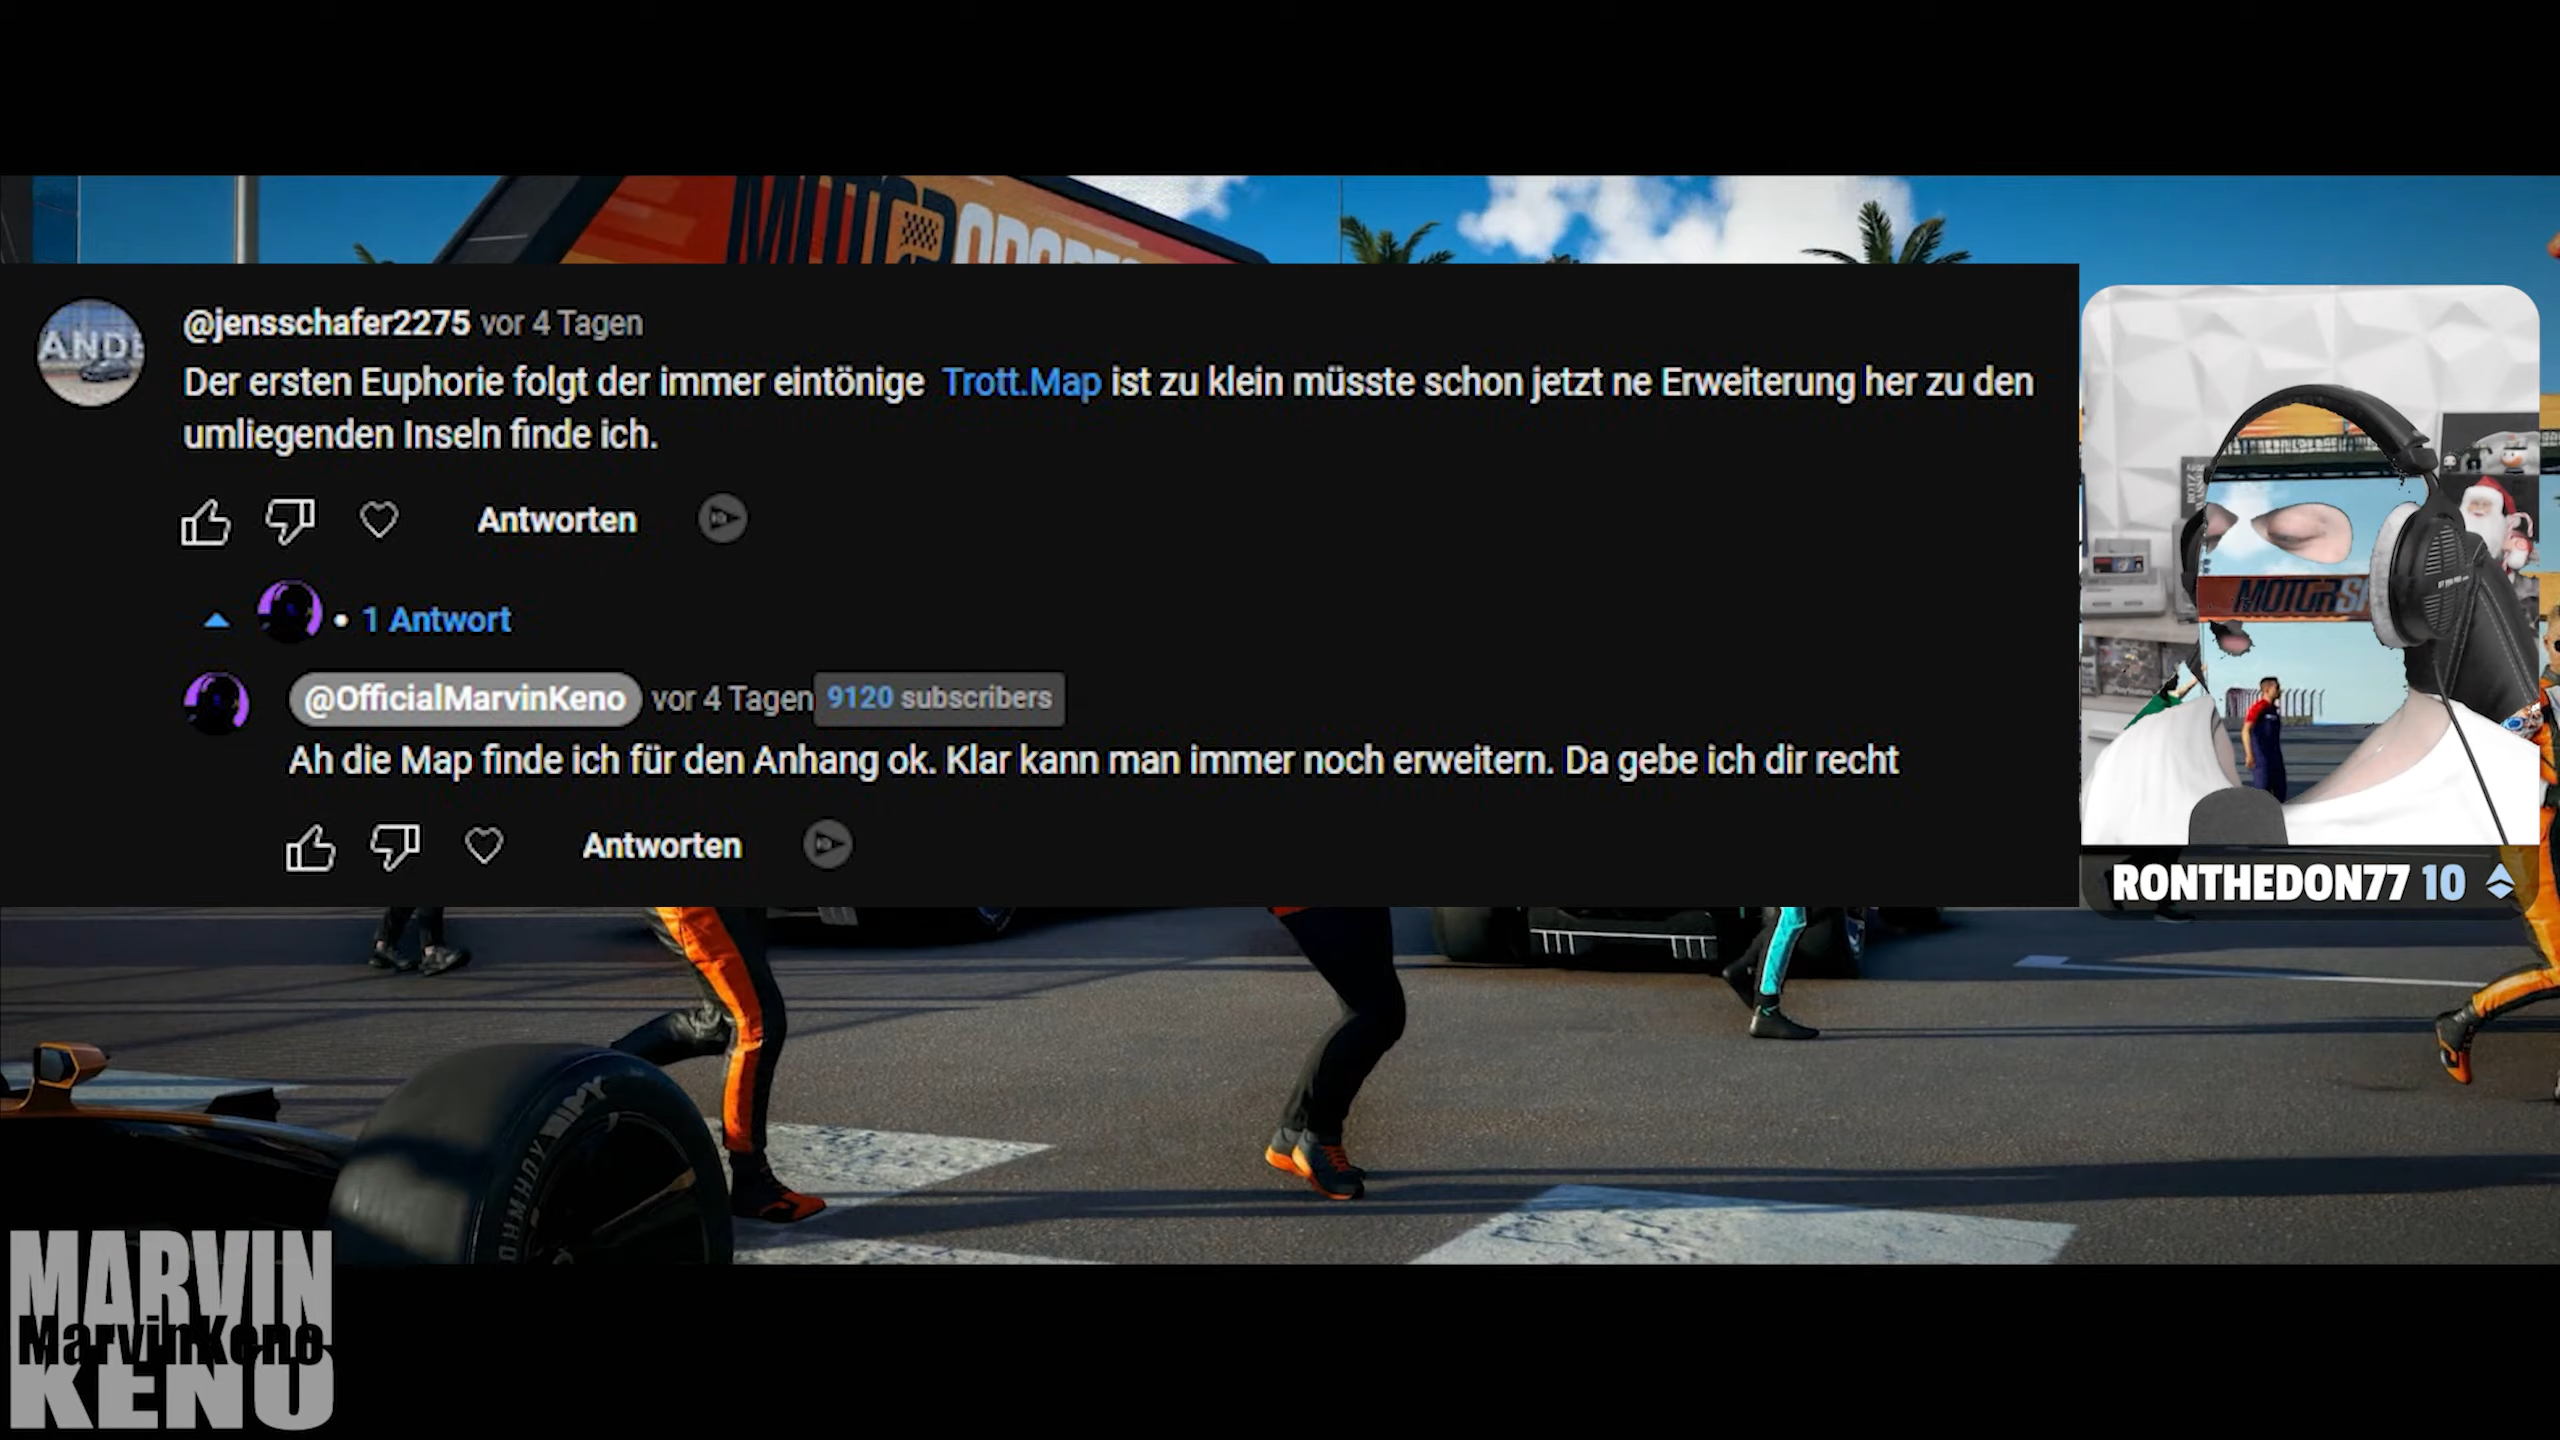 MOTORSPORT
ANDE
@jensschafer2275 vor 4 Tagen
Der ersten Euphorie folgt der immer eintönige Trott.Map ist zu klein müsste schon jetzt ne Erweiterung her zu den
umliegenden Inseln finde ich.
Antworten
1 Antwort
@OfficialMarvinKeno vor 4 Tagen 9120 subscribers
Ah die Map finde ich für den Anhang ok. Klar kann man immer noch erweitern. Da gebe ich dir recht
Antworten
MOTORSP
RONTHEDON77 10
MARVIN
MarvinKeno
KENO